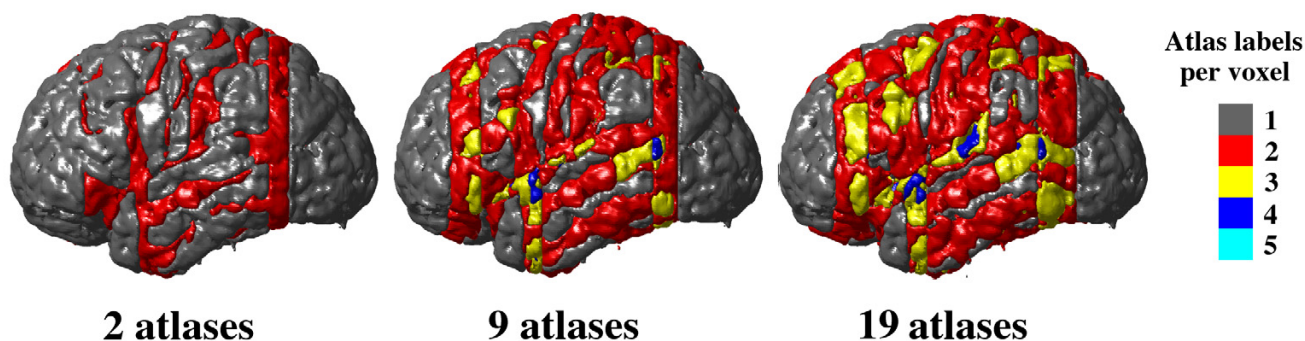 Atlas labels
per voxel
1
2
3
4
5
2 atlases
9 atlases
19 atlases